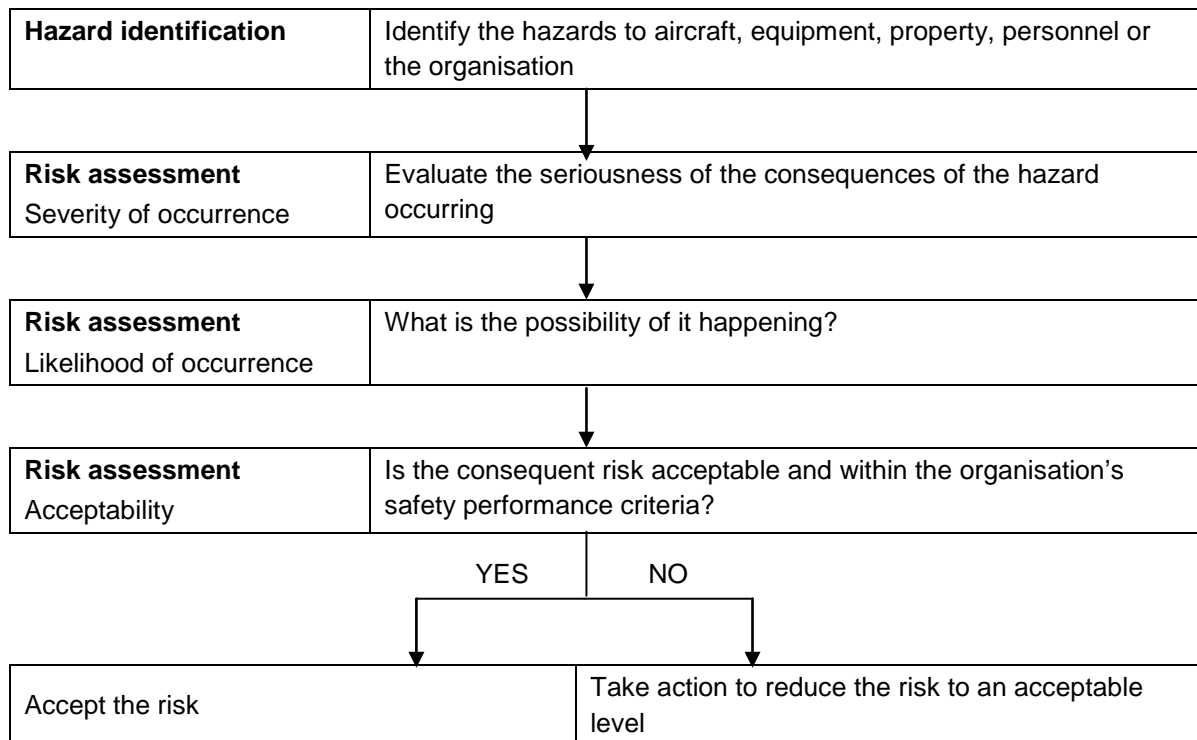 Hazard identification
Identify the hazards to aircraft, equipment, property, personnel or
the organisation
Risk assessment
Severity of occurrence
Evaluate the seriousness of the consequences of the hazard
occurring
Risk assessment
Likelihood of occurrence
What is the possibility of it happening?
Risk assessment
Acceptability
Is the consequent risk acceptable and within the organisation’s
safety performance criteria?
YES
NO
Accept the risk
Take action to reduce the risk to an acceptable
level